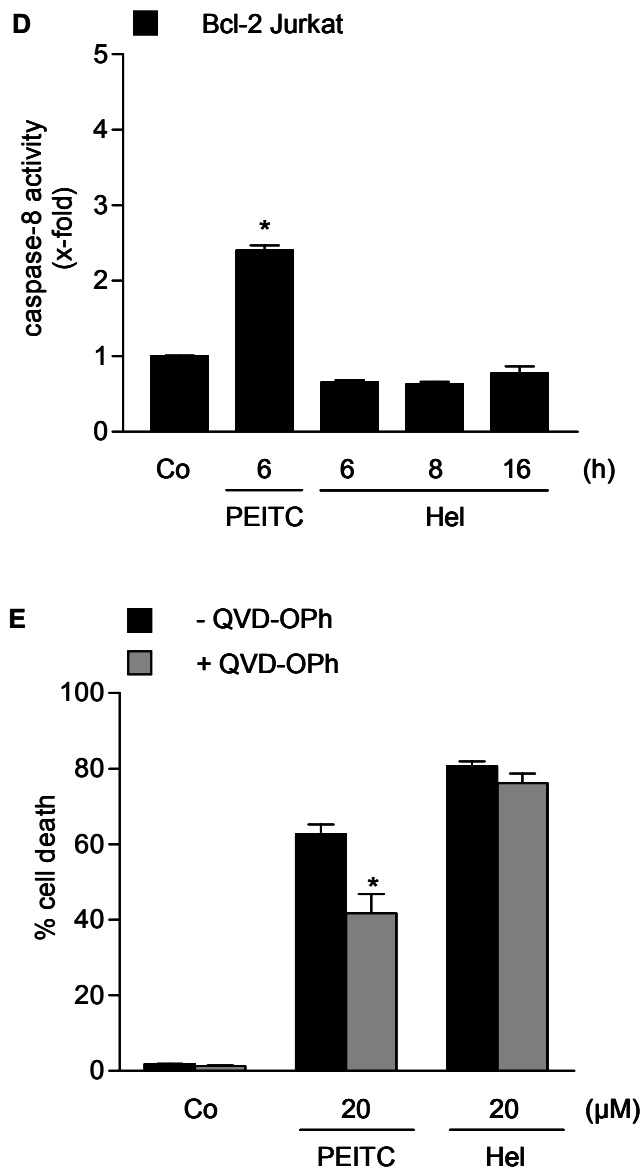 D
Bcl-2 Jurkat
caspase-8 activity
(x-fold)
5
4
3
2
1
0
*
Co 6 6 8 16 (h)
PEITC Hel
E
- QVD-OPh
+ QVD-OPh
% cell death
100
80
60
40
20
0
*
Co 20 20 (µM)
PEITC Hel